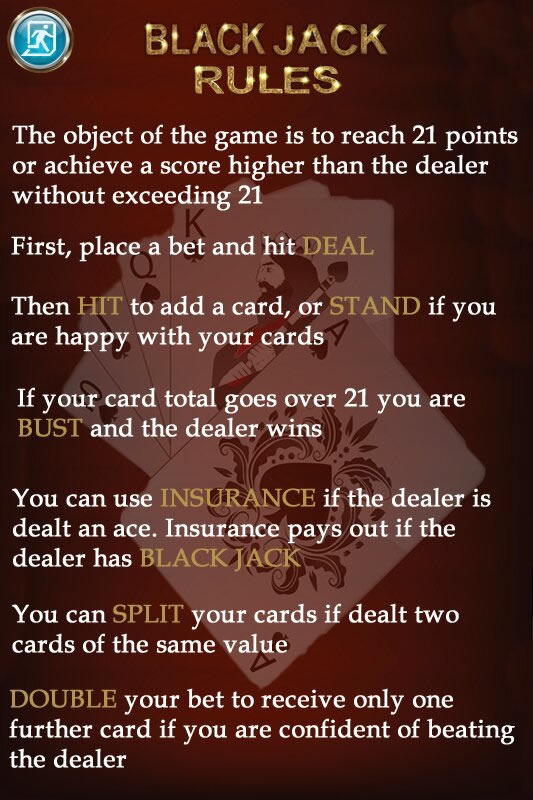 BLACK JACK
RULES
The object of the game is to reach 21 points
or achieve a score higher than the dealer
without exceeding 21
First, place a bet and hit DEAL
Then HIT to add a card, or STAND if you
are happy with your cards
If your card total goes over 21 you are
BUST and the dealer wins
You can use INSURANCE if the dealer is
dealt an ace. Insurance pays out if the
dealer has BLACK JACK
You can SPLIT your cards if dealt two
cards of the same value
DOUBLE your bet to receive only one
further card if you are confident of beating
the dealer
K
Q
J
A
A